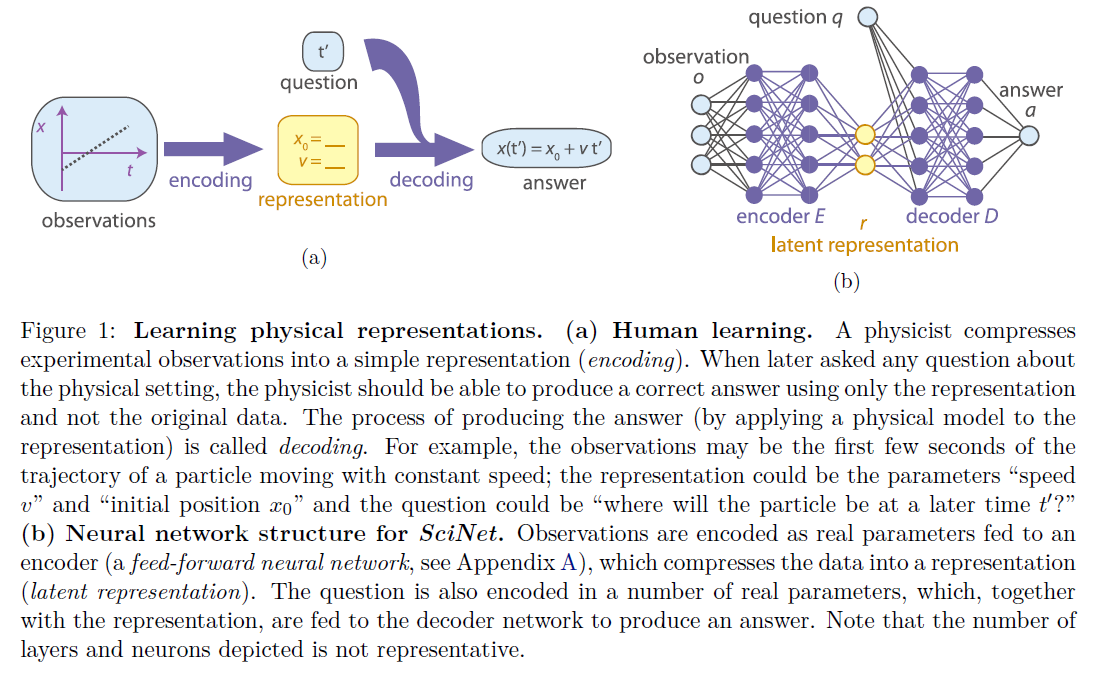 x
t
observations
encoding
t′
question
x₀ = __
v = __
representation
decoding
x(t′) = x₀ + v t′
answer
(a)
question q
observation
o
answer
a
encoder E
r
decoder D
latent representation
(b)
Figure 1: Learning physical representations. (a) Human learning. A physicist compresses
experimental observations into a simple representation (encoding). When later asked any question about
the physical setting, the physicist should be able to produce a correct answer using only the representation
and not the original data. The process of producing the answer (by applying a physical model to the
representation) is called decoding. For example, the observations may be the first few seconds of the
trajectory of a particle moving with constant speed; the representation could be the parameters “speed
v” and “initial position x₀” and the question could be “where will the particle be at a later time t′?”
(b) Neural network structure for SciNet. Observations are encoded as real parameters fed to an
encoder (a feed-forward neural network, see Appendix A), which compresses the data into a representation
(latent representation). The question is also encoded in a number of real parameters, which, together
with the representation, are fed to the decoder network to produce an answer. Note that the number of
layers and neurons depicted is not representative.